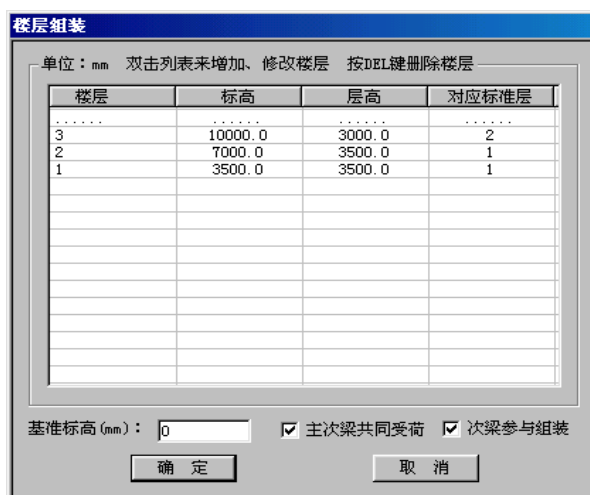 楼层组装
单位：mm 双击列表来增加、修改楼层 按DEL键删除楼层
楼层 标高 层高 对应标准层
...... ...... ...... ......
3 10000.0 3000.0 2
2 7000.0 3500.0 1
1 3500.0 3500.0 1
基准标高(mm)： 0 主次梁共同受荷 次梁参与组装
确 定 取 消